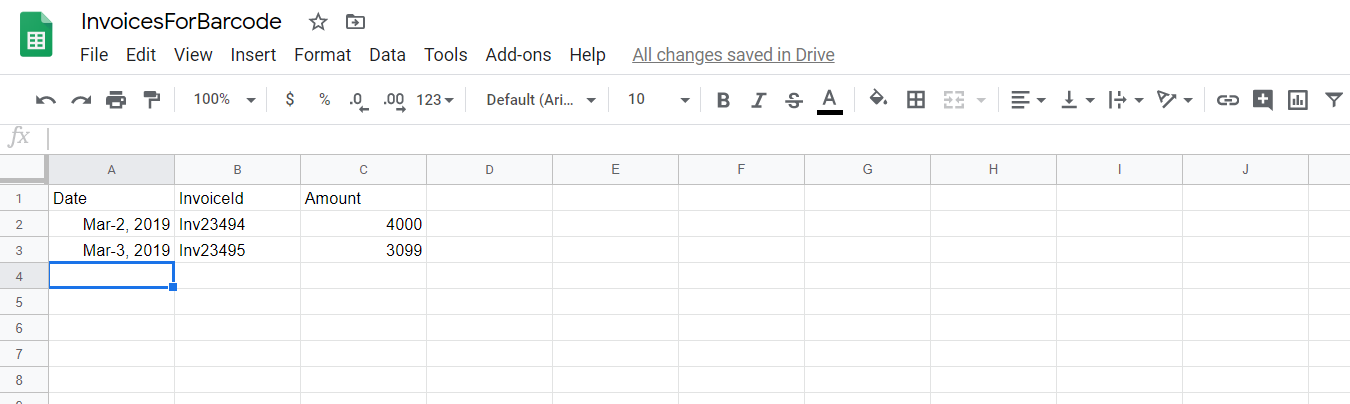 InvoicesForBarcode
File Edit View Insert Format Data Tools Add-ons Help All changes saved in Drive
100% $ % .0 .00 123 Default (Ari... 10 B I S A
fx
A B C D E F G H I J
1 Date InvoiceId Amount
2 Mar-2, 2019 Inv23494 4000
3 Mar-3, 2019 Inv23495 3099
4
5
6
7
8